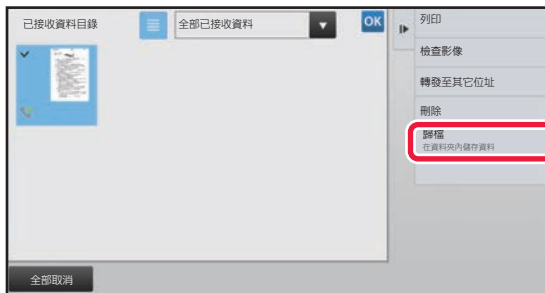 已接收資料目錄
全部已接收資料
OK
列印
檢查影像
轉發至其它位址
刪除
歸檔
在資料夾內儲存資料
全部取消